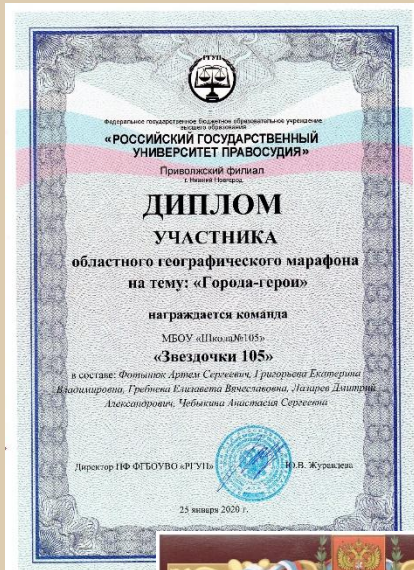 РГУП
Федеральное государственное бюджетное образовательное учреждение
высшего образования
«РОССИЙСКИЙ ГОСУДАРСТВЕННЫЙ
УНИВЕРСИТЕТ ПРАВОСУДИЯ»
Приволжский филиал
г. Нижний Новгород
ДИПЛОМ
УЧАСТНИКА
областного географического марафона
на тему: «Города-герои»
награждается команда
МБОУ «Школа№105»
«Звездочки 105»
в составе: Фотынюк Артем Сергеевич, Григорьева Екатерина
Владимировна, Гребнева Елизавета Вячеславовна, Лазарев Дмитрий
Александрович, Чебыкина Анастасия Сергеевна
Директор ПФ ФГБОУВО «РГУП» Ю.В. Журавлева
25 января 2020 г.